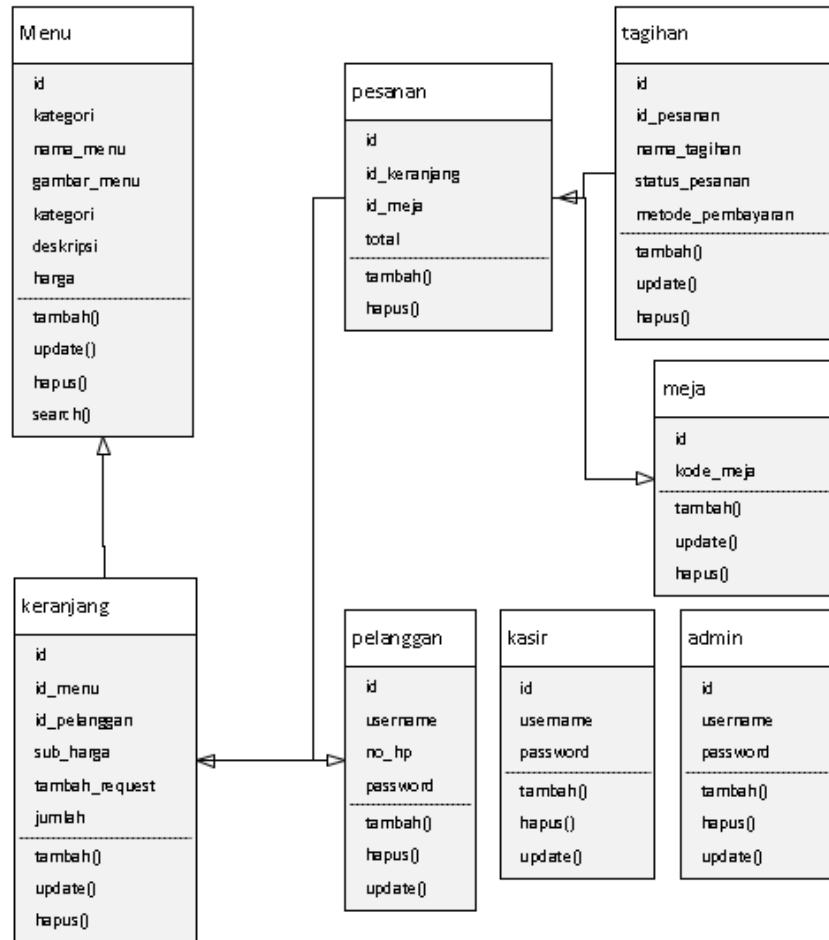 Menu
id
kategori
nama_menu
gambar_menu
kategori
deskripsi
harga
tambah()
update()
hapus()
search()
pesanan
id
id_keranjang
id_meja
total
tambah()
hapus()
tagihan
id
id_pesanan
nama_tagihan
status_pesanan
metode_pembayaran
tambah()
update()
hapus()
meja
id
kode_meja
tambah()
update()
hapus()
keranjang
id
id_menu
id_pelanggan
sub_harga
tambah_request
jumlah
tambah()
update()
hapus()
pelanggan
id
username
no_hp
password
tambah()
hapus()
update()
kasir
id
username
password
tambah()
hapus()
update()
admin
id
username
password
tambah()
hapus()
update()